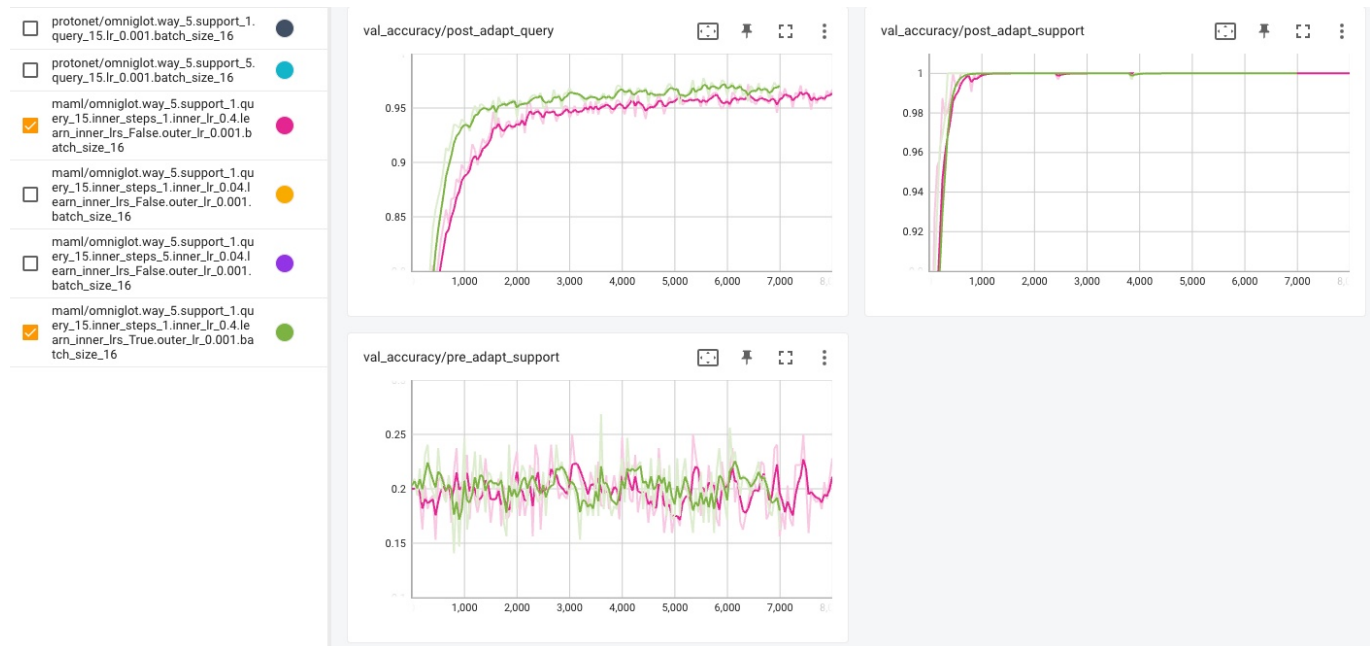 protonet/omniglot.way_5.support_1.
query_15.lr_0.001.batch_size_16
protonet/omniglot.way_5.support_5.
query_15.lr_0.001.batch_size_16
maml/omniglot.way_5.support_1.qu
ery_15.inner_steps_1.inner_lr_0.4.le
arn_inner_lrs_False.outer_lr_0.001.b
atch_size_16
maml/omniglot.way_5.support_1.qu
ery_15.inner_steps_1.inner_lr_0.04.l
earn_inner_lrs_False.outer_lr_0.001.
batch_size_16
maml/omniglot.way_5.support_1.qu
ery_15.inner_steps_5.inner_lr_0.04.l
earn_inner_lrs_False.outer_lr_0.001.
batch_size_16
maml/omniglot.way_5.support_1.qu
ery_15.inner_steps_1.inner_lr_0.4.le
arn_inner_lrs_True.outer_lr_0.001.ba
tch_size_16
val_accuracy/post_adapt_query
0.95
0.9
0.85
1,000 2,000 3,000 4,000 5,000 6,000 7,000
val_accuracy/post_adapt_support
1
0.98
0.96
0.94
0.92
1,000 2,000 3,000 4,000 5,000 6,000 7,000
val_accuracy/pre_adapt_support
0.25
0.2
0.15
1,000 2,000 3,000 4,000 5,000 6,000 7,000